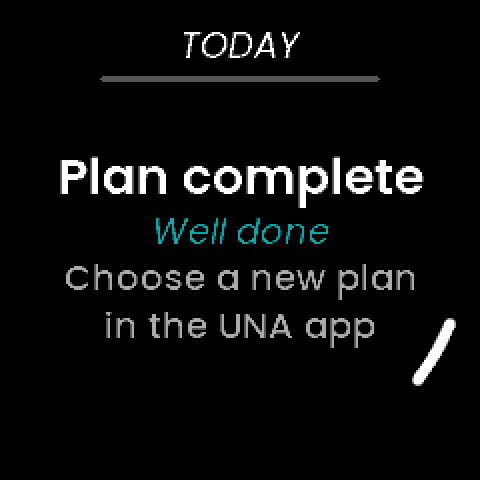 TODAY
Plan complete
Well done
Choose a new plan
in the UNA app